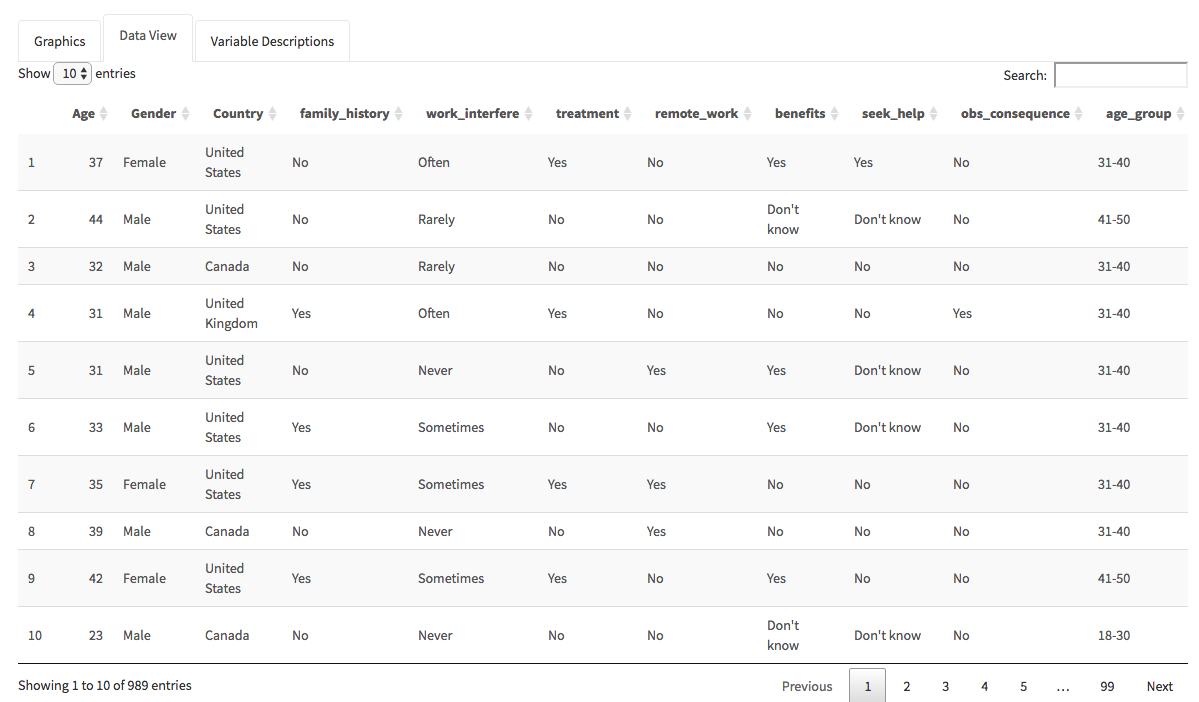 Graphics Data View Variable Descriptions
Show 10 entries Search:
Age Gender Country family_history work_interfere treatment remote_work benefits seek_help obs_consequence age_group
1 37 Female United States No Often Yes No Yes Yes No 31-40
2 44 Male United States No Rarely No No Don't know Don't know No 41-50
3 32 Male Canada No Rarely No No No No No 31-40
4 31 Male United Kingdom Yes Often Yes No No No Yes 31-40
5 31 Male United States No Never No Yes Yes Don't know No 31-40
6 33 Male United States Yes Sometimes No No Yes Don't know No 31-40
7 35 Female United States Yes Sometimes Yes Yes No No No 31-40
8 39 Male Canada No Never No Yes No No No 31-40
9 42 Female United States Yes Sometimes Yes No Yes No No 41-50
10 23 Male Canada No Never No No Don't know Don't know No 18-30
Showing 1 to 10 of 989 entries Previous 1 2 3 4 5 … 99 Next